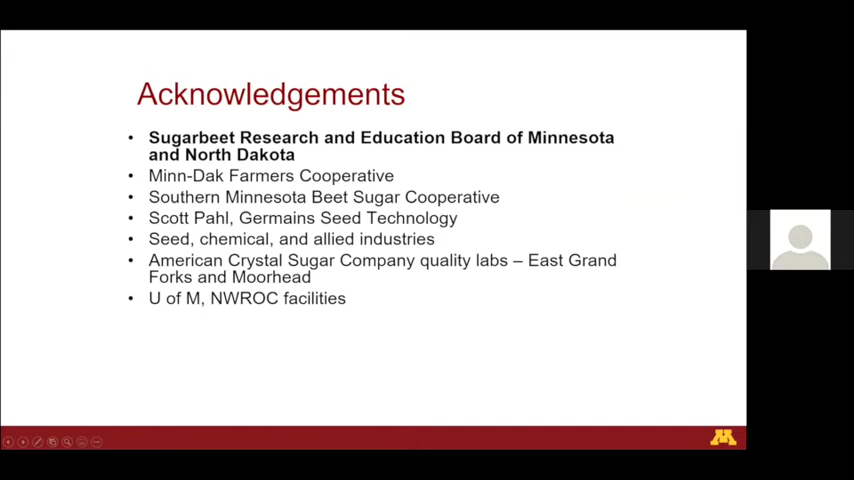 Acknowledgements
• Sugarbeet Research and Education Board of Minnesota
and North Dakota
• Minn-Dak Farmers Cooperative
• Southern Minnesota Beet Sugar Cooperative
• Scott Pahl, Germains Seed Technology
• Seed, chemical, and allied industries
• American Crystal Sugar Company quality labs – East Grand
Forks and Moorhead
• U of M, NWROC facilities
M